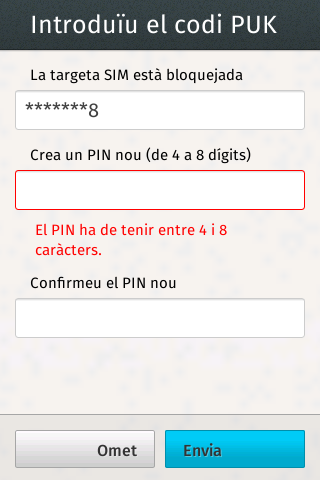 Introduïu el codi PUK
La targeta SIM està bloquejada
*******8
Crea un PIN nou (de 4 a 8 dígits)
El PIN ha de tenir entre 4 i 8
caràcters.
Confirmeu el PIN nou
Omet
Envia